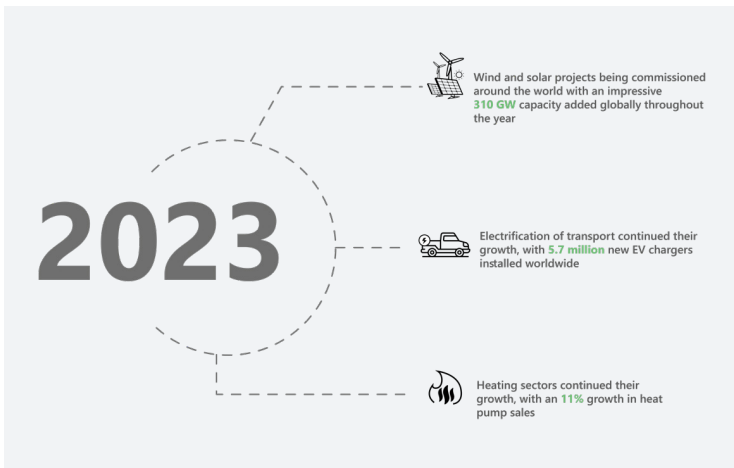 2023
Wind and solar projects being commissioned
around the world with an impressive
310 GW capacity added globally throughout
the year
Electrification of transport continued their
growth, with 5.7 million new EV chargers
installed worldwide
Heating sectors continued their
growth, with an 11% growth in heat
pump sales